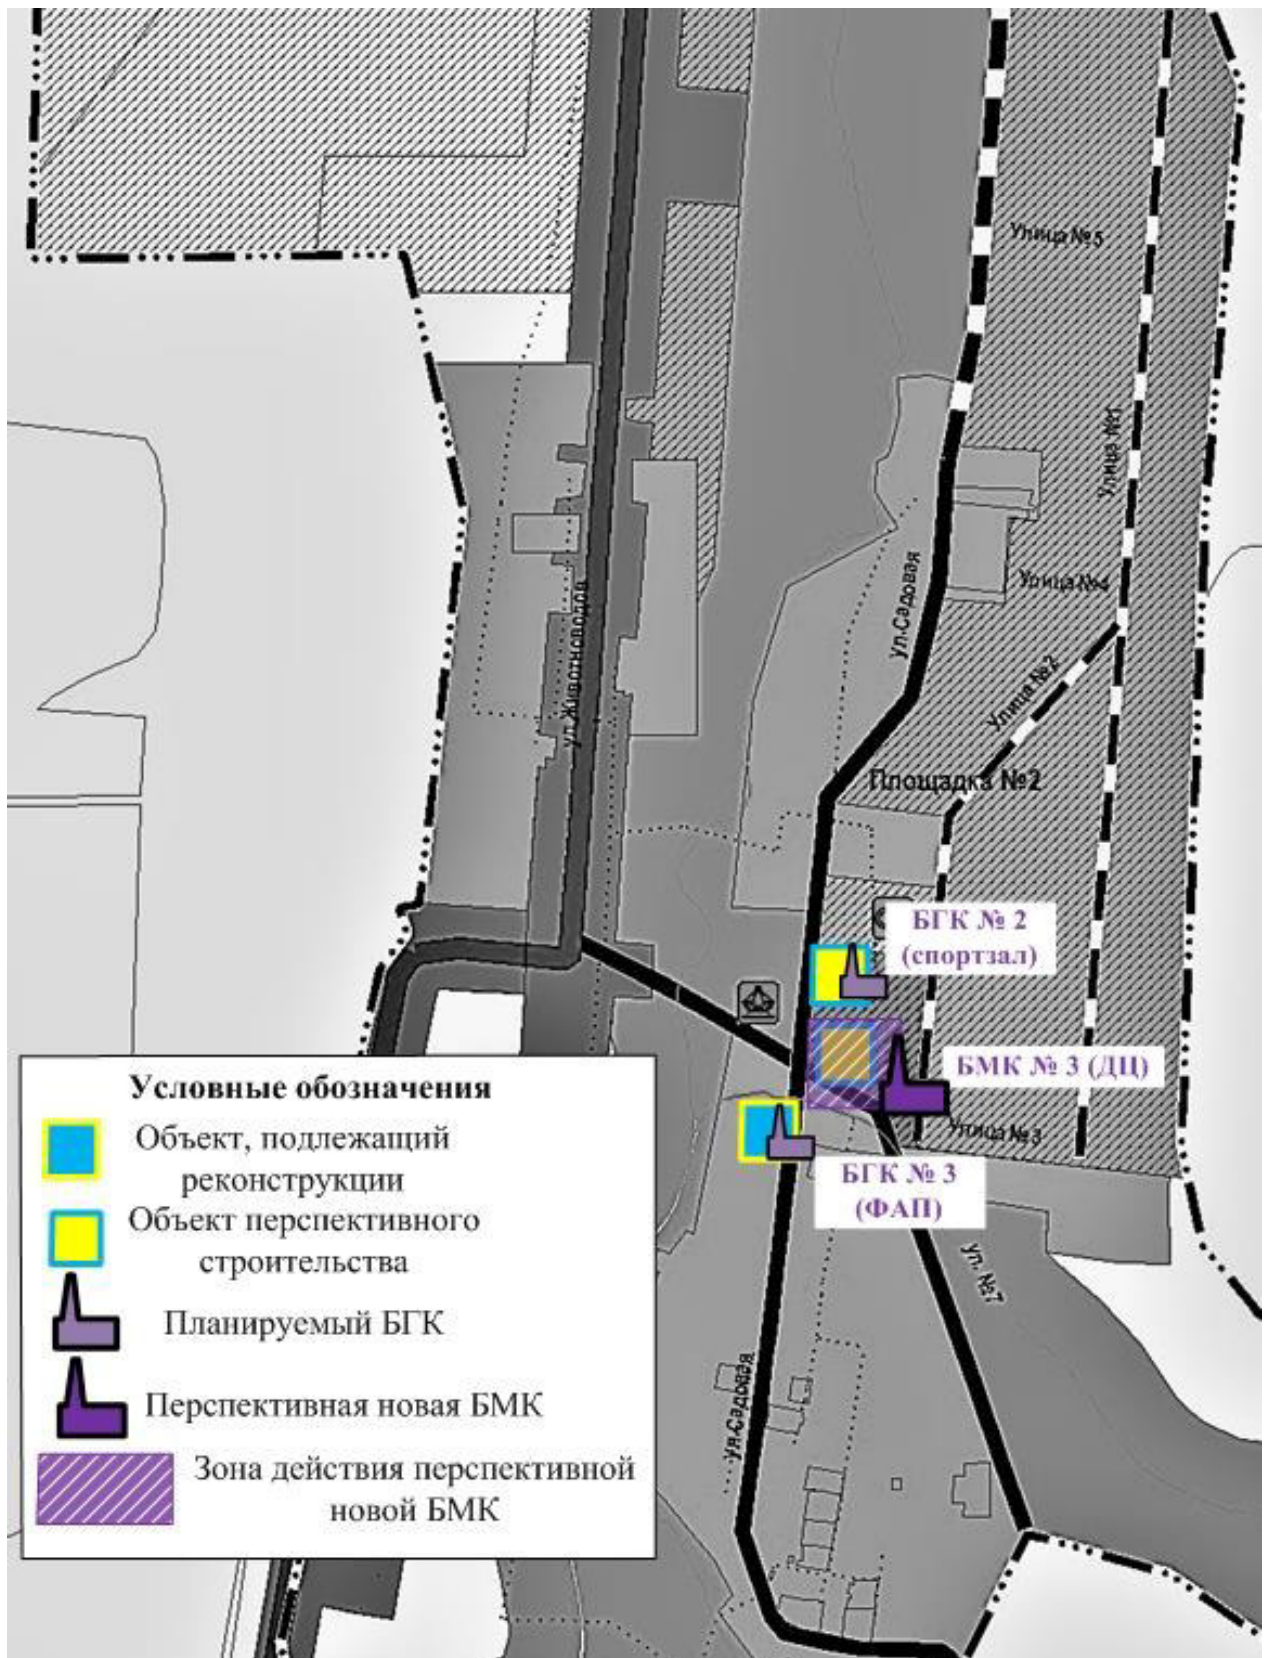 Улица №5
Улица №1
ул.Садовая
Улица №4
ул.Животноводов
Улица №2
Площадка №2
БГК № 2
(спортзал)
БМК № 3 (ДЦ)
Улица №3
БГК № 3
(ФАП)
ул. №7
ул.Садовая
Условные обозначения
Объект, подлежащий
реконструкции
Объект перспективного
строительства
Планируемый БГК
Перспективная новая БМК
Зона действия перспективной
новой БМК